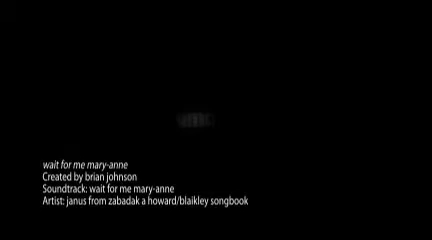 wait for me mary-anne
Created by brian johnson
Soundtrack: wait for me mary-anne
Artist: janus from zabadak a howard/blaikley songbook